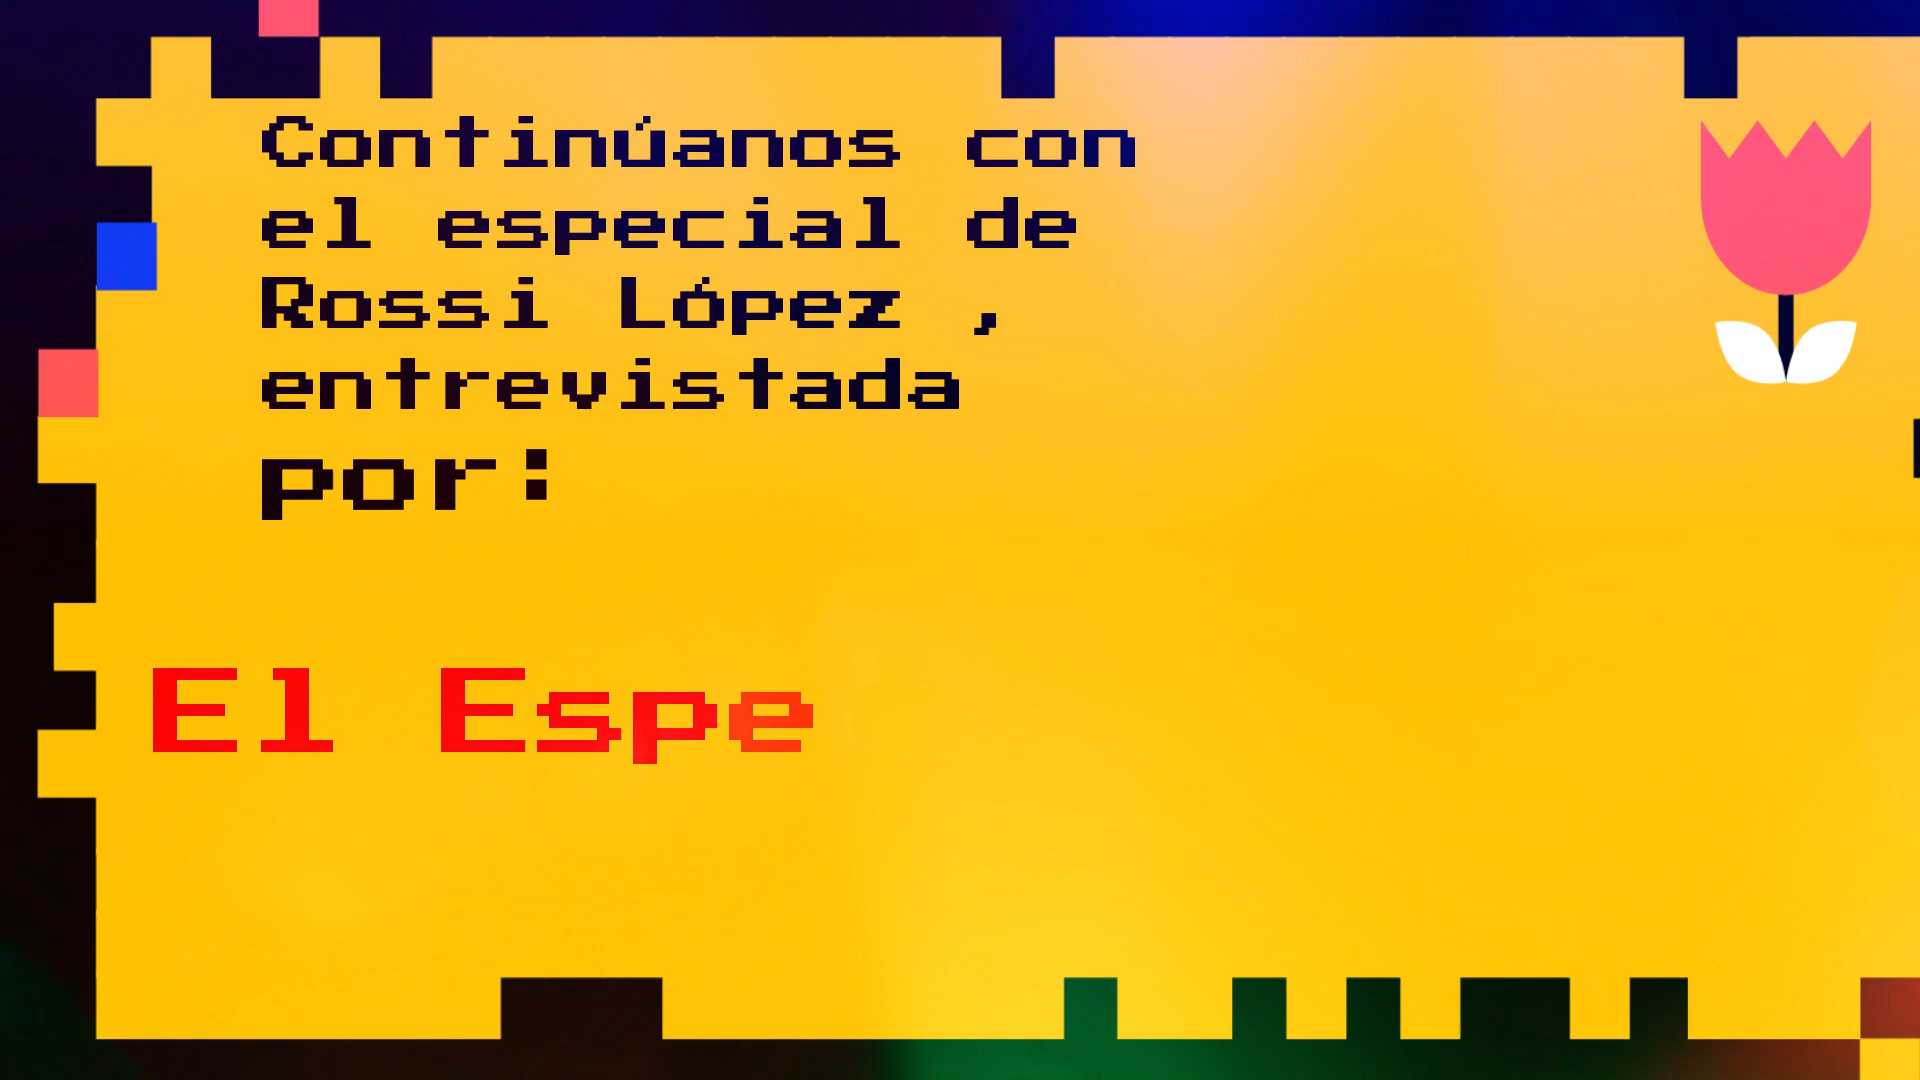 Continúanos con
el especial de
Rossi López ,
entrevistada
por:
El Espe